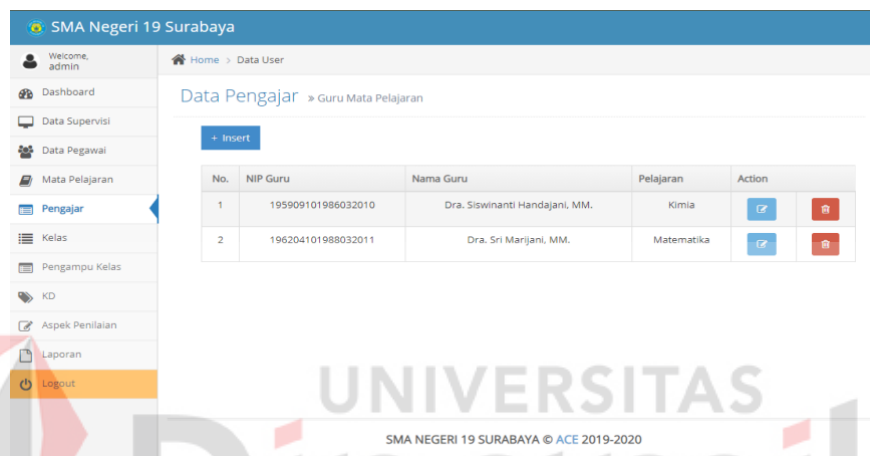 SMA Negeri 19 Surabaya
Welcome,
admin
Home > Data User
Dashboard
Data Supervisi
Data Pegawai
Mata Pelajaran
Pengajar
Kelas
Pengampu Kelas
KD
Aspek Penilaian
Laporan
Logout
Data Pengajar » Guru Mata Pelajaran
+ Insert
No. NIP Guru Nama Guru Pelajaran Action
1 195909101986032010 Dra. Siswinanti Handajani, MM. Kimia
2 196204101988032011 Dra. Sri Marijani, MM. Matematika
UNIVERSITAS
SMA NEGERI 19 SURABAYA © ACE 2019-2020